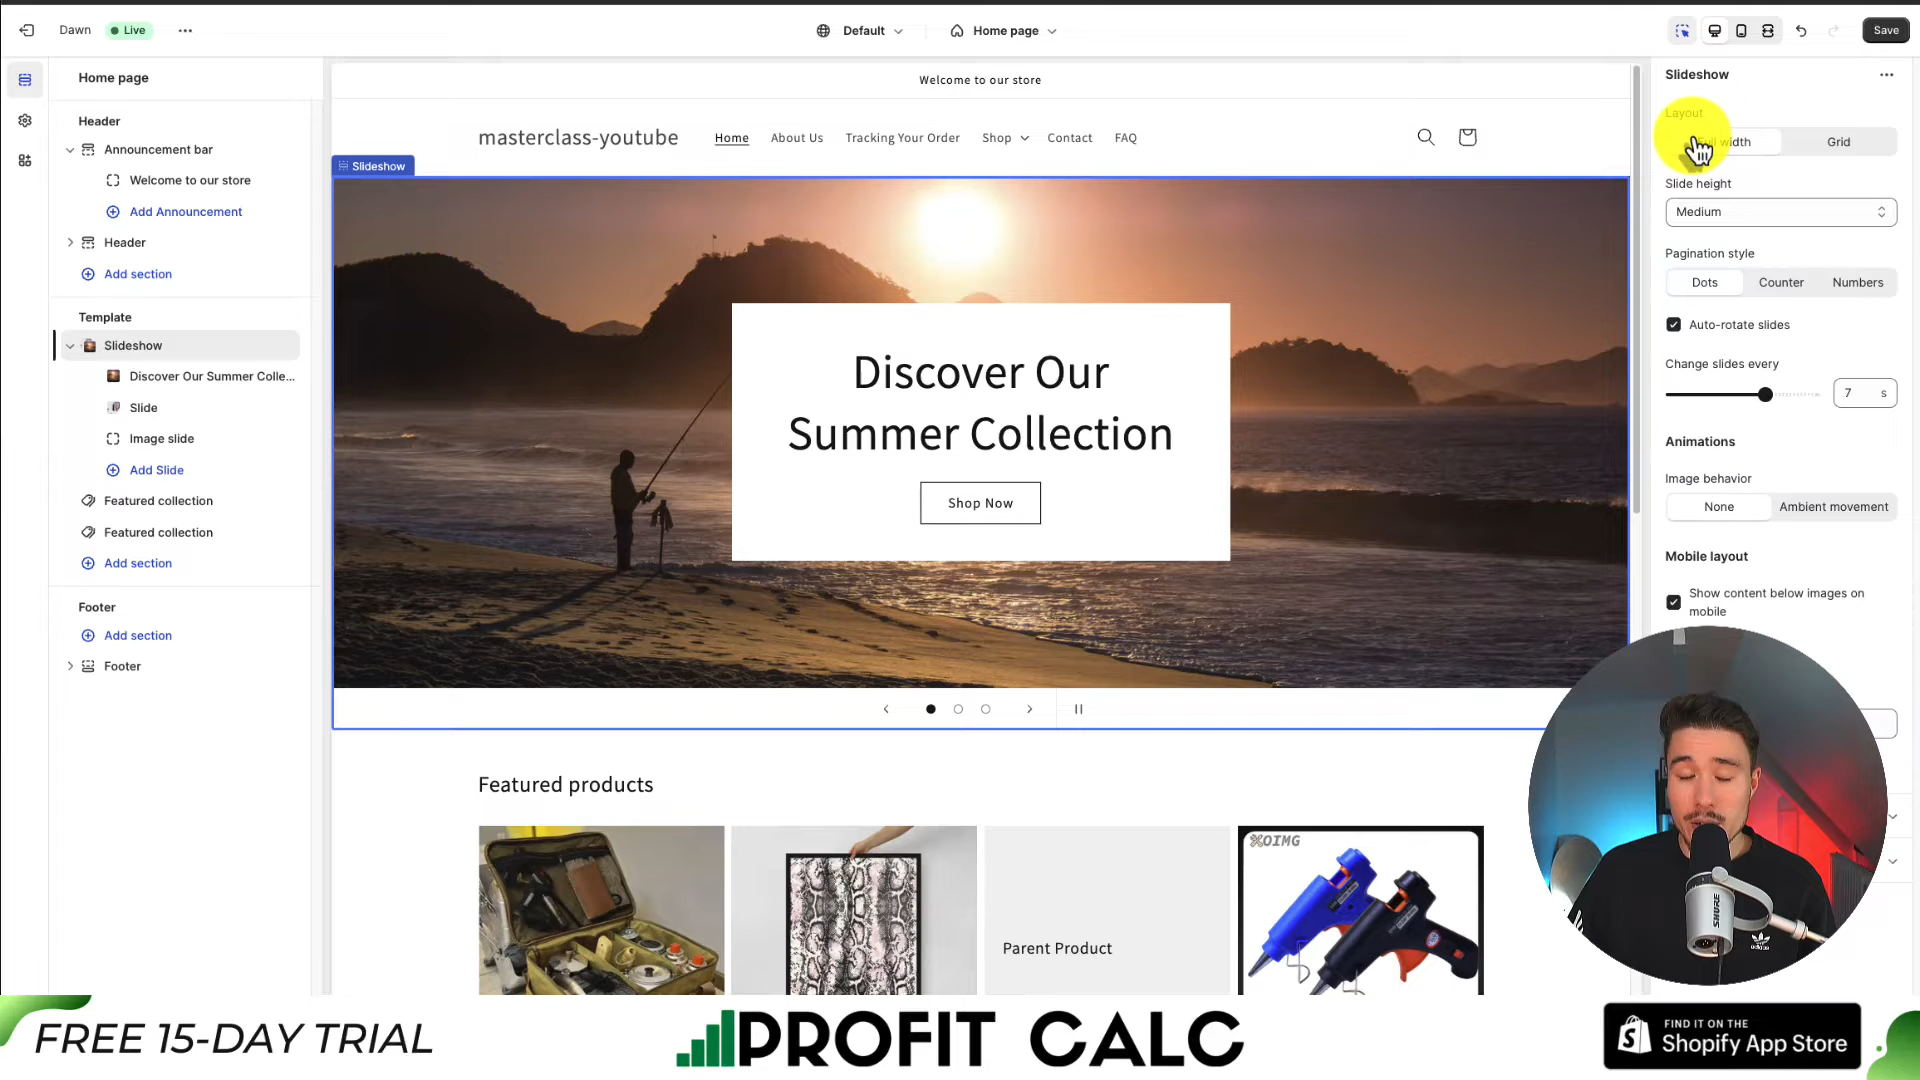 Dawn
Live
Default
Home page
Save
Home page
Header
Announcement bar
Welcome to our store
Add Announcement
Header
Add section
Template
Slideshow
Discover Our Summer Colle...
Slide
Image slide
Add Slide
Featured collection
Featured collection
Add section
Footer
Add section
Footer
Welcome to our store
masterclass-youtube
Home
About Us
Tracking Your Order
Shop
Contact
FAQ
Slideshow
Discover Our
Summer Collection
Shop Now
Featured products
Parent Product
XOIMG
Slideshow
Layout
Full width
Grid
Slide height
Medium
Pagination style
Dots
Counter
Numbers
Auto-rotate slides
Change slides every
7 s
Animations
Image behavior
None
Ambient movement
Mobile layout
Show content below images on
mobile
SHURE
adidas
FREE 15-DAY TRIAL
PROFIT CALC
FIND IT ON THE
Shopify App Store